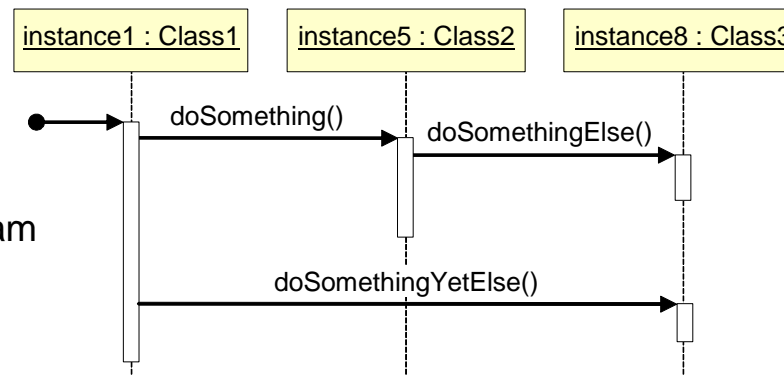 instance1 : Class1
instance5 : Class2
instance8 : Class3
doSomething()
doSomethingElse()
am
doSomethingYetElse()